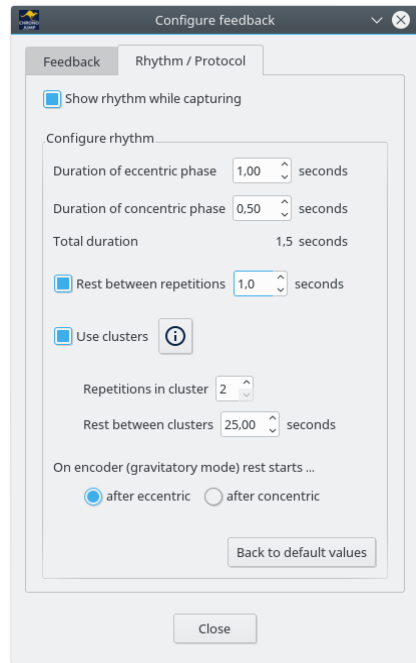 CHRONO
JUMP
Configure feedback
Feedback
Rhythm / Protocol
Show rhythm while capturing
Configure rhythm
Duration of eccentric phase 1,00 seconds
Duration of concentric phase 0,50 seconds
Total duration 1,5 seconds
Rest between repetitions 1,0 seconds
Use clusters
Repetitions in cluster 2
Rest between clusters 25,00 seconds
On encoder (gravitatory mode) rest starts ...
after eccentric after concentric
Back to default values
Close